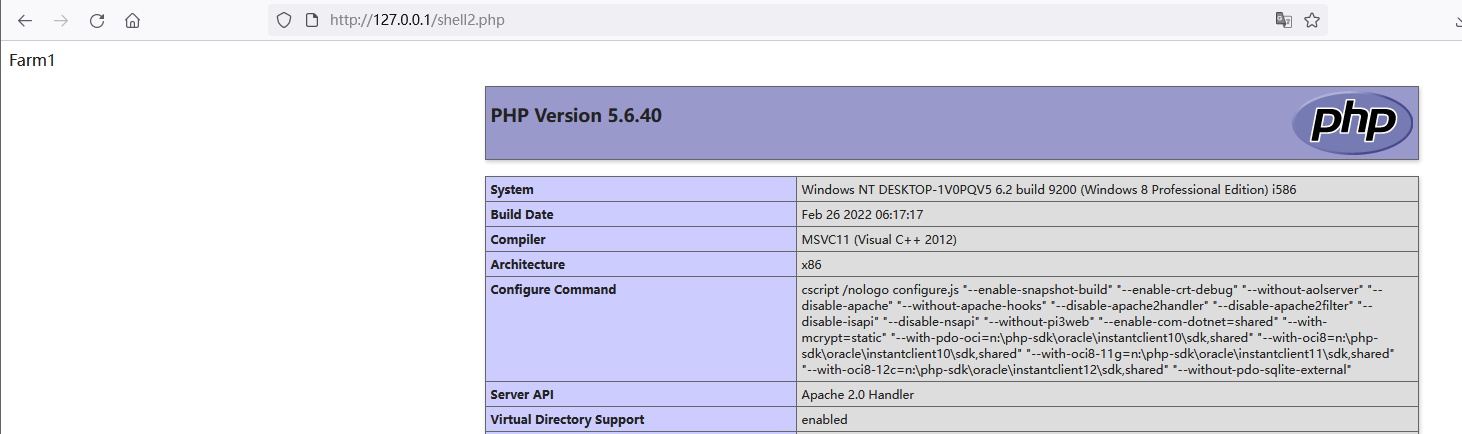 http://127.0.0.1/shell2.php
Farm1
PHP Version 5.6.40
php
System Windows NT DESKTOP-1V0PQV5 6.2 build 9200 (Windows 8 Professional Edition) i586
Build Date Feb 26 2022 06:17:17
Compiler MSVC11 (Visual C++ 2012)
Architecture x86
Configure Command cscript /nologo configure.js "--enable-snapshot-build" "--enable-crt-debug" "--without-aolserver" "--
disable-apache" "--without-apache-hooks" "--disable-apache2handler" "--disable-apache2filter" "--
disable-isapi" "--disable-nsapi" "--without-pi3web" "--enable-com-dotnet=shared" "--with-
mcrypt=static" "--with-pdo-oci=n:\php-sdk\oracle\instantclient10\sdk,shared" "--with-oci8=n:\php-
sdk\oracle\instantclient10\sdk,shared" "--with-oci8-11g=n:\php-sdk\oracle\instantclient11\sdk,shared"
"--with-oci8-12c=n:\php-sdk\oracle\instantclient12\sdk,shared" "--without-pdo-sqlite-external"
Server API Apache 2.0 Handler
Virtual Directory Support enabled